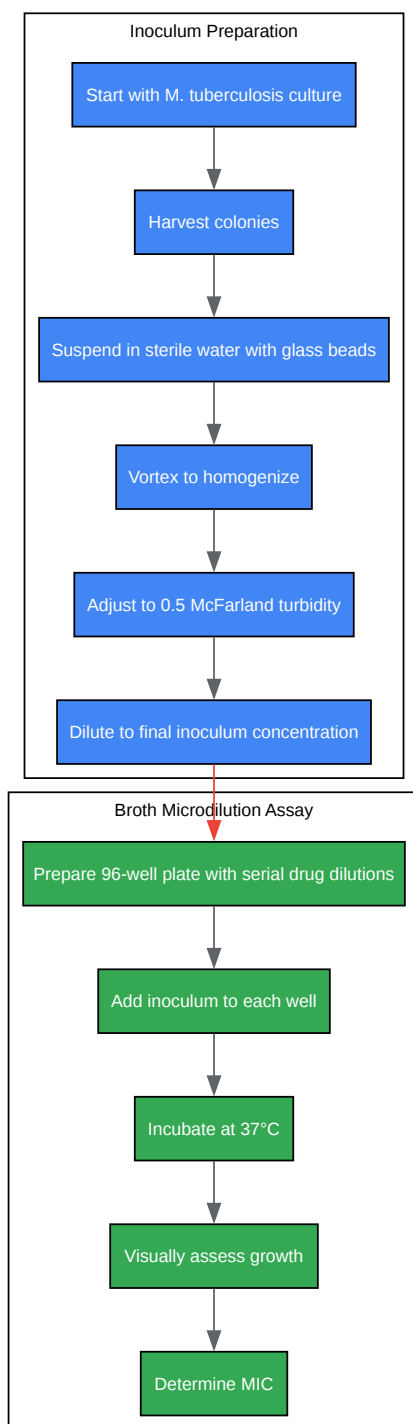 Inoculum Preparation
Start with M. tuberculosis culture
Harvest colonies
Suspend in sterile water with glass beads
Vortex to homogenize
Adjust to 0.5 McFarland turbidity
Dilute to final inoculum concentration
Broth Microdilution Assay
Prepare 96-well plate with serial drug dilutions
Add inoculum to each well
Incubate at 37°C
Visually assess growth
Determine MIC